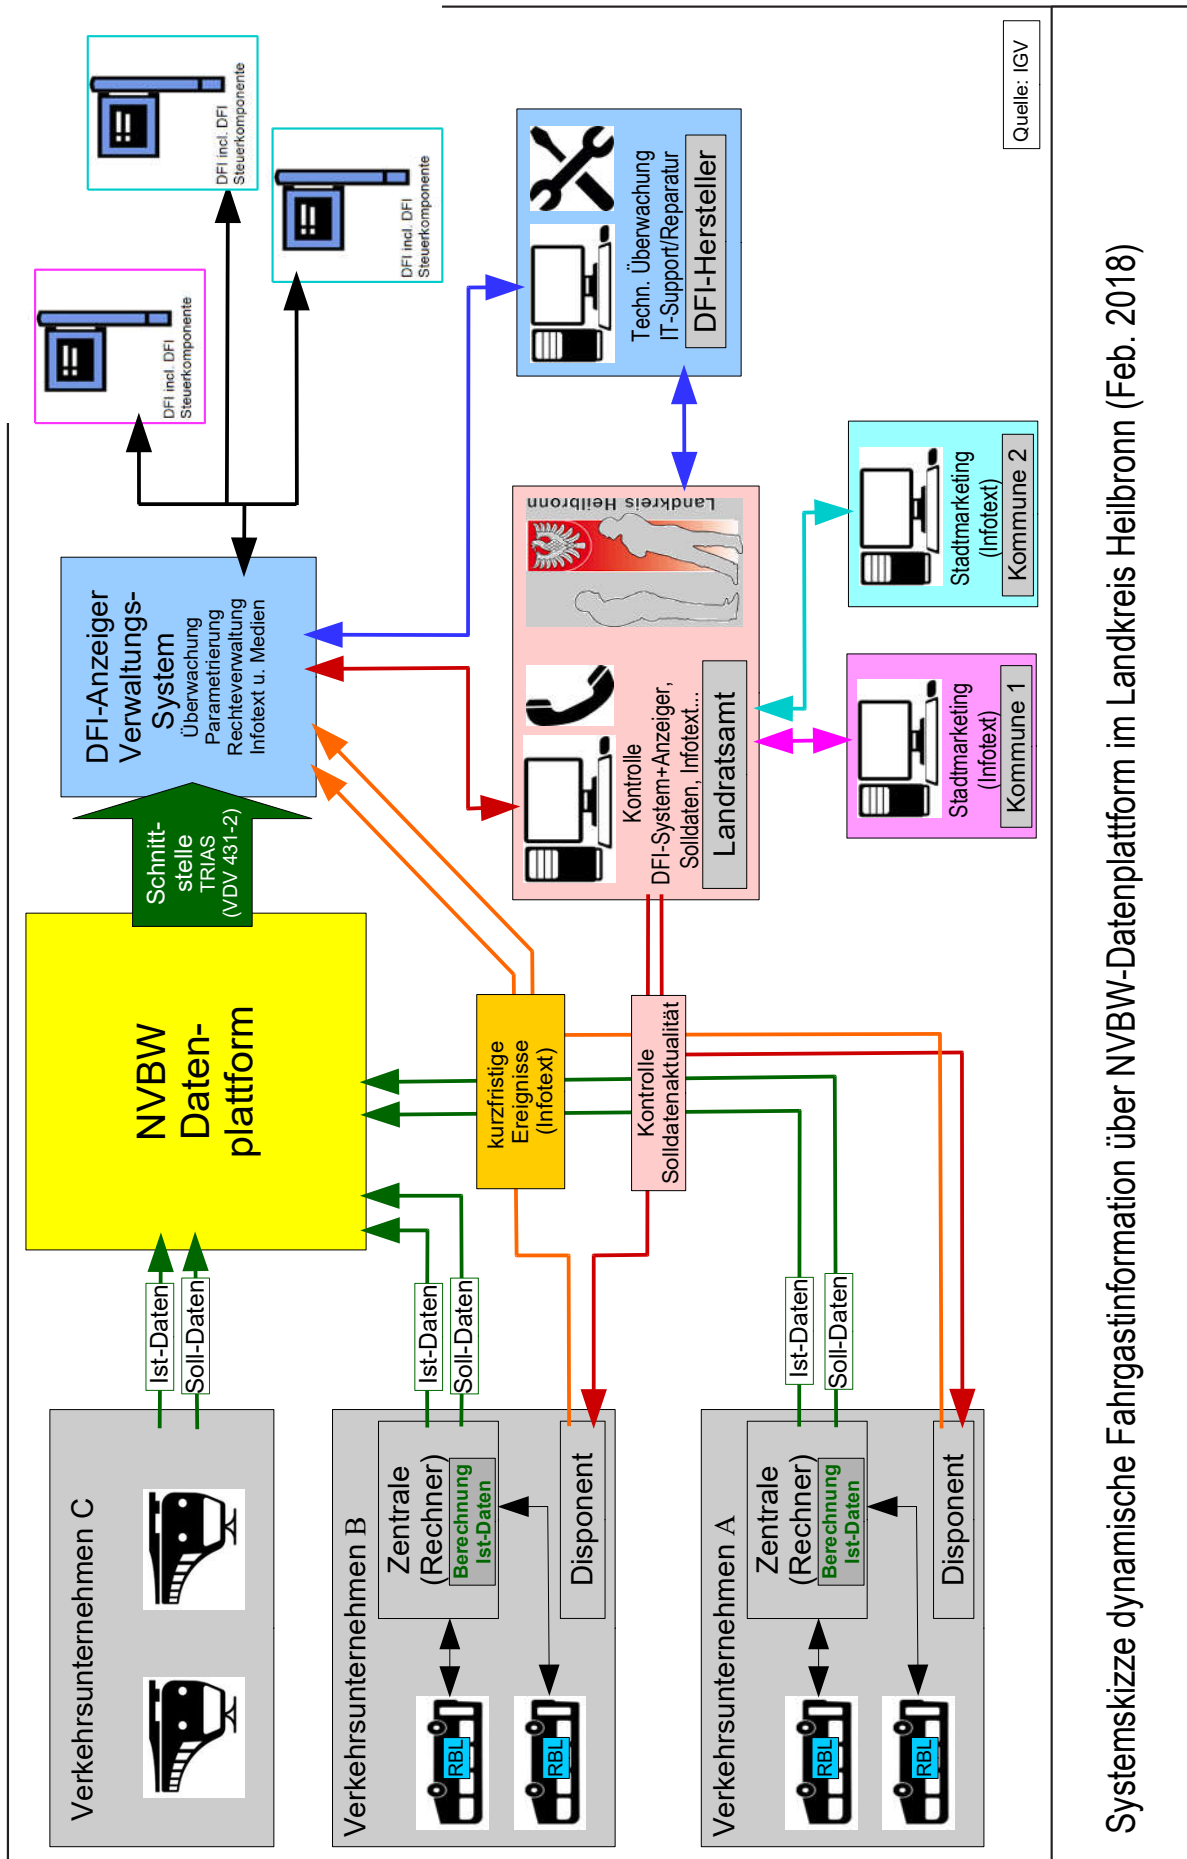 Verkehrsunternehmen C
Ist-Daten
Soll-Daten
NVBW
Daten-
plattform
Schnitt-
stelle
TRIAS
(VDV 431-2)
DFI-Anzeiger
Verwaltungs-
System
Überwachung
Parametrierung
Rechteverwaltung
Infotext u. Medien
DFI incl. DFI
Steuerkomponente
DFI incl. DFI
Steuerkomponente
DFI incl. DFI
Steuerkomponente
Verkehrsunternehmen B
RBL
RBL
Zentrale
(Rechner)
Berechnung
Ist-Daten
Disponent
Ist-Daten
Soll-Daten
kurzfristige
Ereignisse
(Infotext)
Kontrolle
Solldatenaktualität
Kontrolle
DFI-System+Anzeiger,
Solldaten, Infotext...
Landratsamt
Landkreis Heilbronn
Techn. Überwachung
IT-Support/Reparatur
DFI-Hersteller
Verkehrsunternehmen A
RBL
RBL
Zentrale
(Rechner)
Berechnung
Ist-Daten
Disponent
Ist-Daten
Soll-Daten
Stadtmarketing
(Infotext)
Kommune 1
Stadtmarketing
(Infotext)
Kommune 2
Quelle: IGV
Systemskizze dynamische Fahrgastinformation über NVBW-Datenplattform im Landkreis Heilbronn (Feb. 2018)